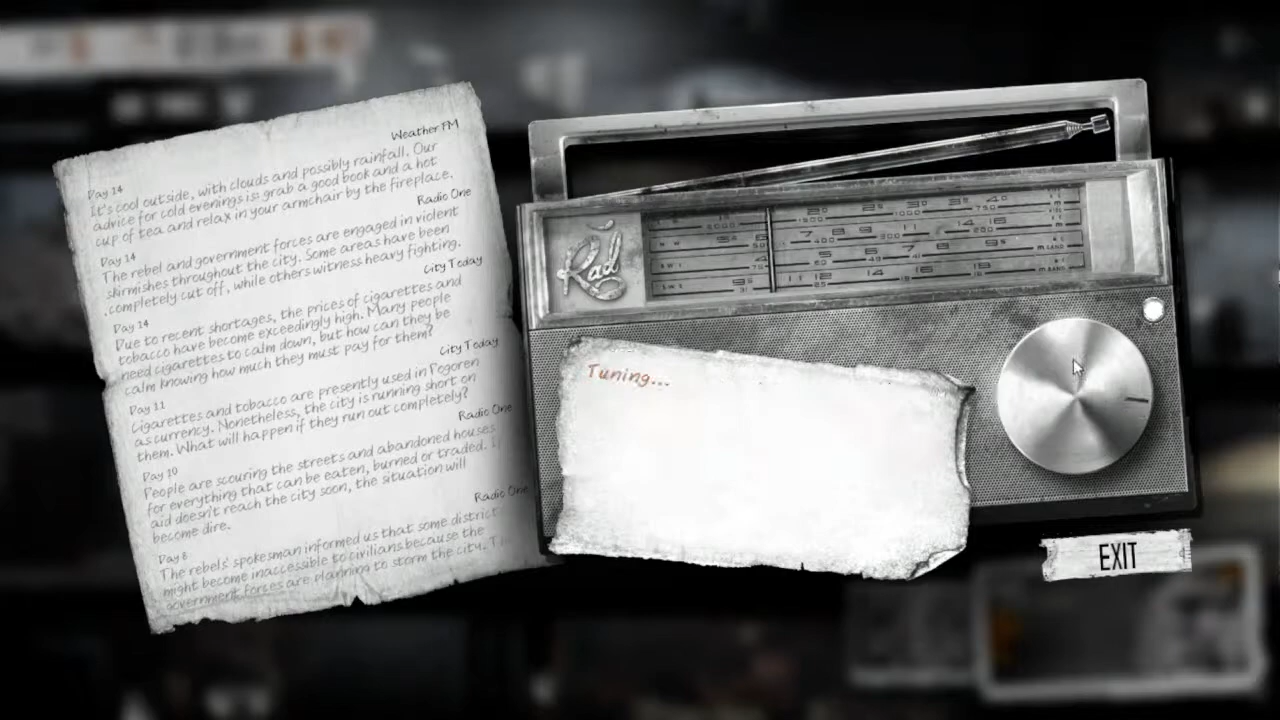 Weather FM
Day 14
It's cool outside, with clouds and possibly rainfall. Our
advice for cold evenings is: grab a good book and a hot
cup of tea and relax in your armchair by the fireplace.
Radio One
Day 14
The rebel and government forces are engaged in violent
skirmishes throughout the city. Some areas have been
completely cut off, while others witness heavy fighting.
City Today
Day 14
Due to recent shortages, the prices of cigarettes and
tobacco have become exceedingly high. Many people
need cigarettes to calm down, but how can they be
calm knowing how much they must pay for them?
City Today
Day 11
Cigarettes and tobacco are presently used in Pogoren
as currency. Nonetheless, the city is running short on
them. What will happen if they run out completely?
Radio One
Day 10
People are scouring the streets and abandoned houses
for everything that can be eaten, burned or traded. I
aid doesn't reach the city soon, the situation will
become dire.
Radio One
Day 8
The rebels' spokesman informed us that some district
might become inaccessible to civilians because the
government forces are planning to storm the city. T
Rad
Tuning...
EXIT